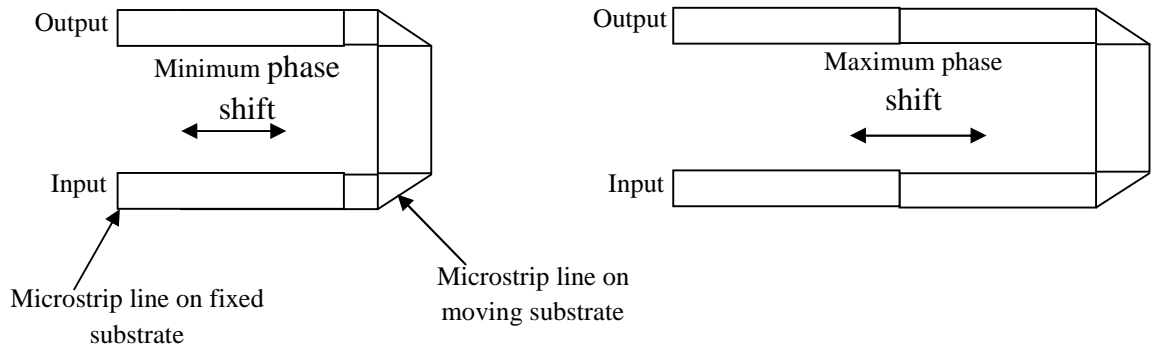 Output
Minimum phase
shift
Input
Microstrip line on fixed
substrate
Microstrip line on
moving substrate
Output
Maximum phase
shift
Input